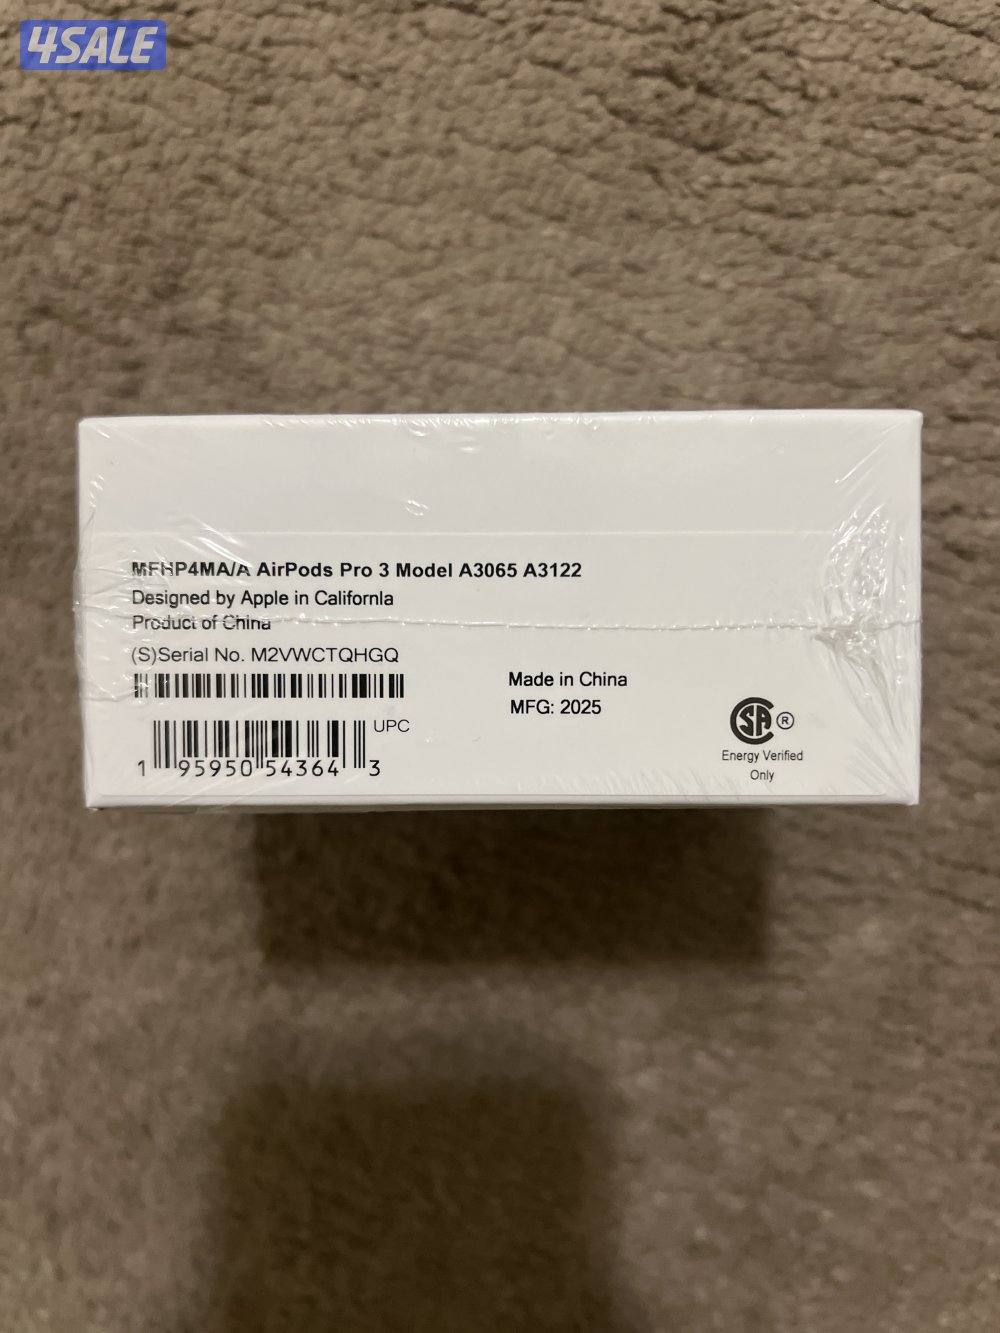 4SALE
MFHP4MA/A AirPods Pro 3 Model A3065 A3122
Designed by Apple in California
Product of China
(S)Serial No. M2VWCTQHGQ
Made in China
MFG: 2025
UPC
1 95950 54364 3
SA ®
Energy Verified
Only